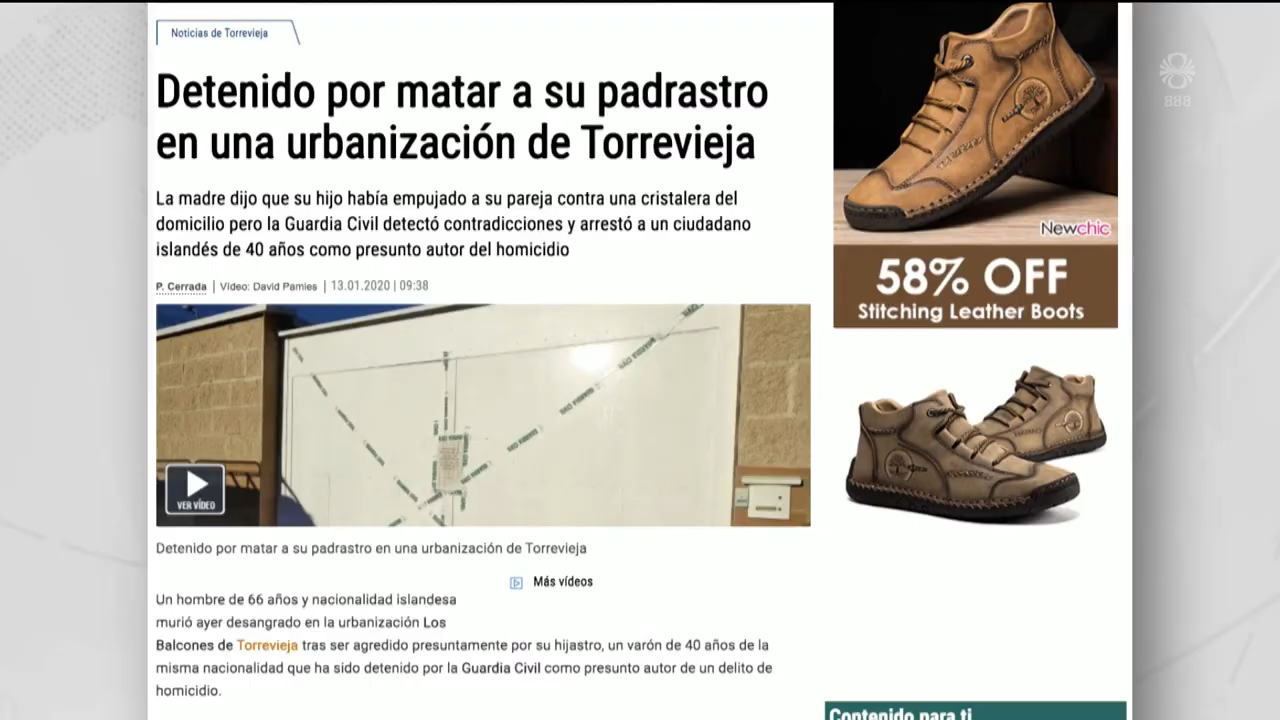 Noticias de Torrevieja
Detenido por matar a su padrastro
en una urbanización de Torrevieja
La madre dijo que su hijo había empujado a su pareja contra una cristalera del
domicilio pero la Guardia Civil detectó contradicciones y arrestó a un ciudadano
islandés de 40 años como presunto autor del homicidio
P. Cerrada | Vídeo: David Pamies | 13.01.2020 | 09:38
GUARDIA CIVIL
VER VÍDEO
Detenido por matar a su padrastro en una urbanización de Torrevieja
Más vídeos
Un hombre de 66 años y nacionalidad islandesa
murió ayer desangrado en la urbanización Los
Balcones de Torrevieja tras ser agredido presuntamente por su hijastro, un varón de 40 años de la
misma nacionalidad que ha sido detenido por la Guardia Civil como presunto autor de un delito de
homicidio.
Newchic
58% OFF
Stitching Leather Boots
Contenido para ti